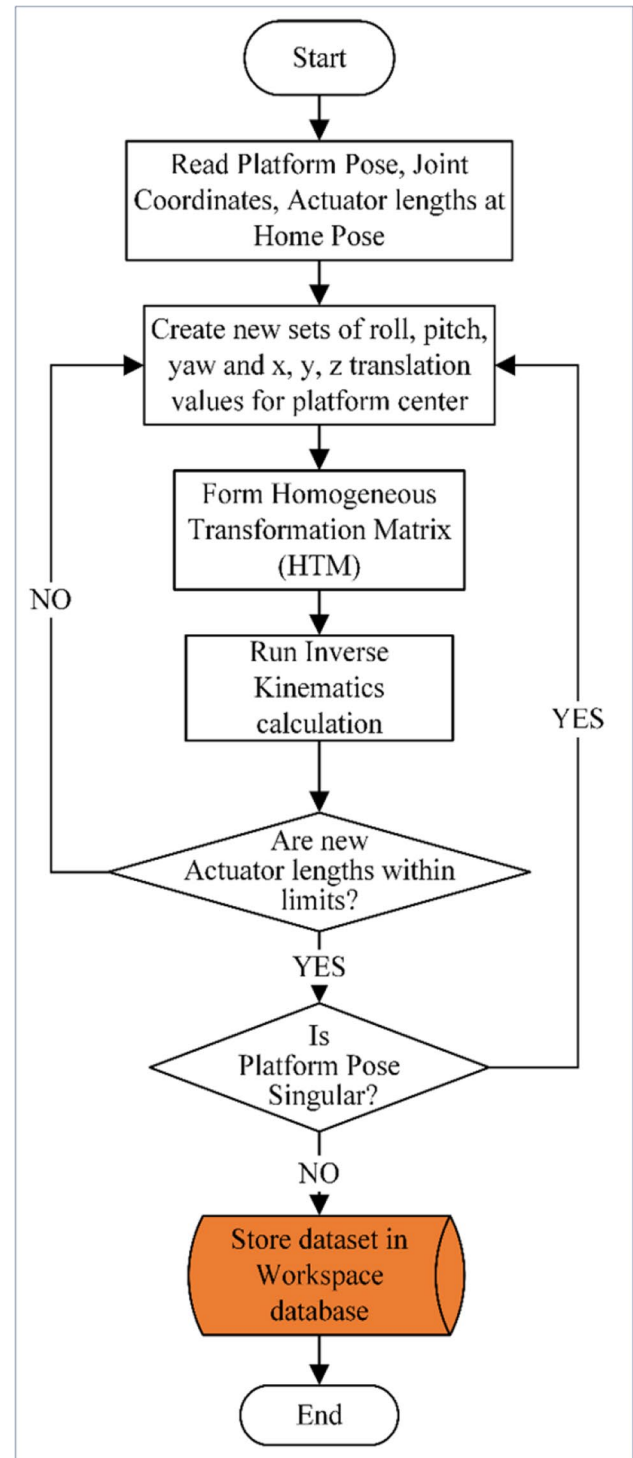 Start
Read Platform Pose, Joint
Coordinates, Actuator lengths at
Home Pose
Create new sets of roll, pitch,
yaw and x, y, z translation
values for platform center
Form Homogeneous
Transformation Matrix
(HTM)
NO
Run Inverse
Kinematics
calculation
YES
Are new
Actuator lengths within
limits?
YES
Is
Platform Pose
Singular?
NO
Store dataset in
Workspace
database
End